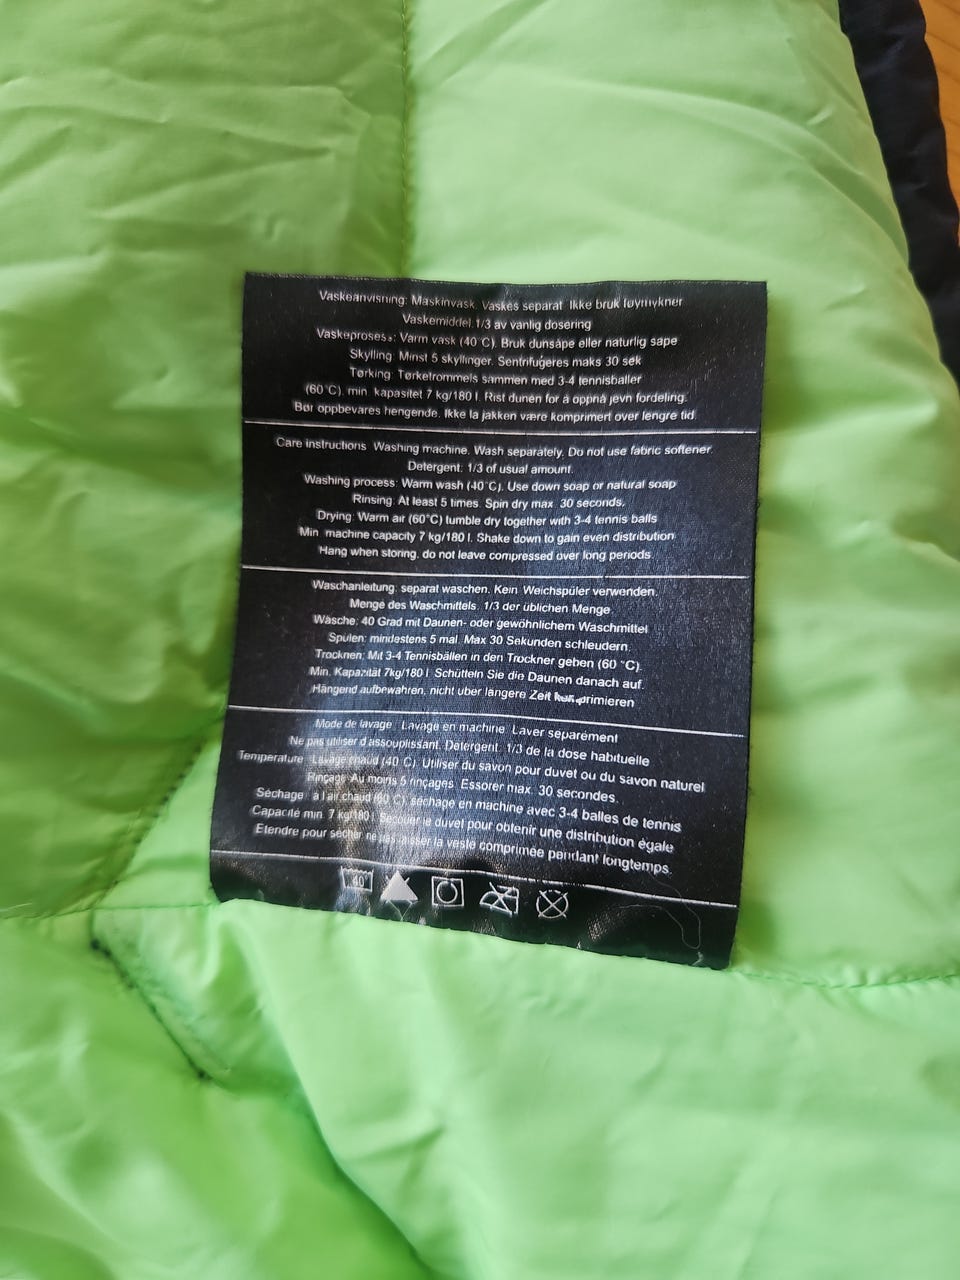 Vaskeanvisning: Maskinvask. Vaskes separat. Ikke bruk tøymykner
Vaskemiddel: 1/3 av vanlig dosering
Vaskeprosess: Varm vask (40°C). Bruk dunsåpe eller naturlig såpe
Skylling: Minst 5 skyllinger. Sentrifugeres maks 30 sek
Tørking: Tørketrommels sammen med 3-4 tennisballer
(60°C). min. kapasitet 7 kg/180 l. Rist dunen for å oppnå jevn fordeling.
Bør oppbevares hengende. Ikke la jakken være komprimert over lengre tid.
Care instructions: Washing machine. Wash separately. Do not use fabric softener.
Detergent: 1/3 of usual amount.
Washing process: Warm wash (40°C). Use down soap or natural soap
Rinsing: At least 5 times. Spin dry max. 30 seconds.
Drying: Warm air (60°C) tumble dry together with 3-4 tennis balls
Min. machine capacity 7 kg/180 l. Shake down to gain even distribution
Hang when storing, do not leave compressed over long periods.
Waschanleitung: separat waschen. Kein Weichspüler verwenden.
Menge des Waschmittels: 1/3 der üblichen Menge.
Wäsche: 40 Grad mit Daunen- oder gewöhnlichem Waschmittel
Spülen: mindestens 5 mal. Max 30 Sekunden schleudern.
Trocknen: Mit 3-4 Tennisbällen in den Trockner geben (60 °C).
Min. Kapazität 7kg/180 l. Schütteln Sie die Daunen danach auf.
Hängend aufbewahren, nicht über längere Zeit komprimieren
Mode de lavage : Lavage en machine. Laver séparément
Ne pas utiliser d'assouplissant. Detergent: 1/3 de la dose habituelle
Température: Lavage chaud (40°C). Utiliser du savon pour duvet ou du savon naturel
Rinçage: Au moins 5 rinçages. Essorer max. 30 secondes.
Séchage : à l'air chaud (60°C), séchage en machine avec 3-4 balles de tennis
Capacité min. 7 kg/180 l. Secouer le duvet pour obtenir une distribution égale
Etendre pour sécher ne pas laisser la veste comprimée pendant longtemps.
40°